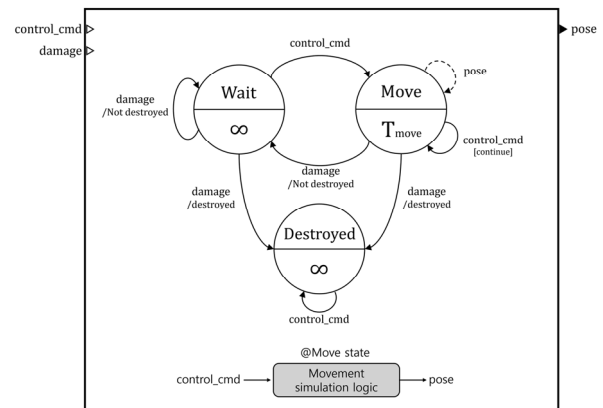 control_cmd
pose
damage
control_cmd
pose
Wait
Move
damage
/Not destroyed
∞
Tmove
control_cmd
[continue]
damage
/Not destroyed
damage
/destroyed
damage
/destroyed
Destroyed
∞
control_cmd
@Move state
control_cmd
Movement
simulation logic
pose